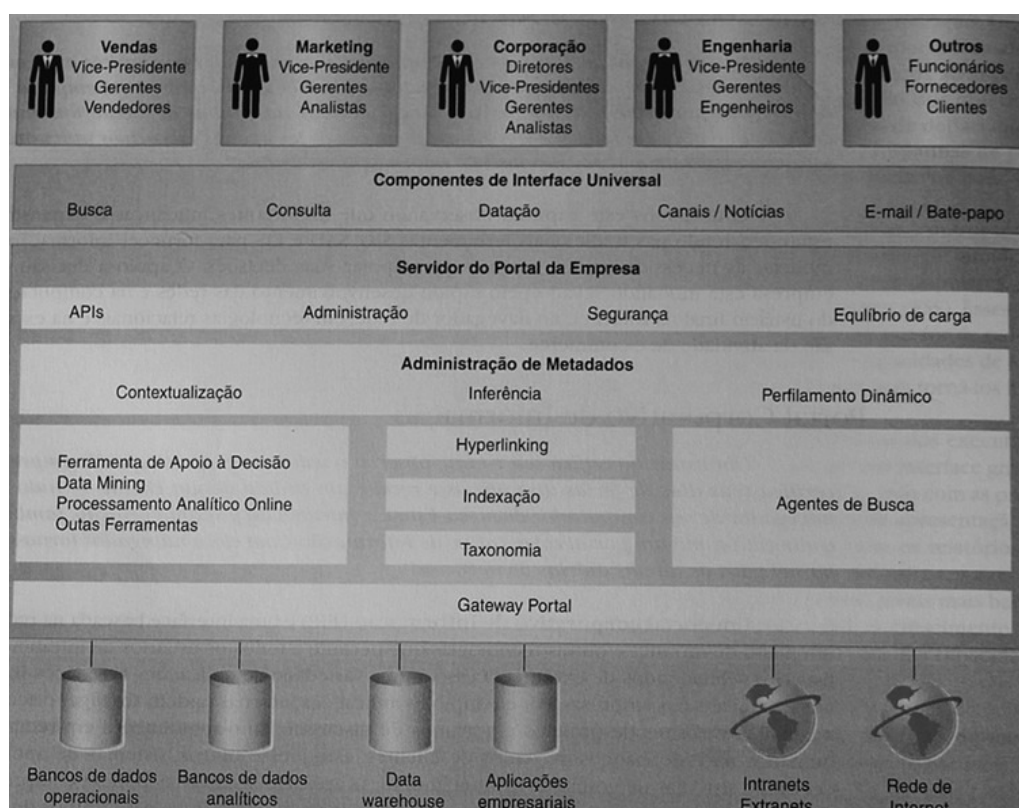 Vendas
Vice-Presidente
Gerentes
Vendedores
Marketing
Vice-Presidente
Gerentes
Analistas
Corporação
Diretores
Vice-Presidentes
Gerentes
Analistas
Engenharia
Vice-Presidente
Gerentes
Engenheiros
Outros
Funcionários
Fornecedores
Clientes
Componentes de Interface Universal
Busca
Consulta
Datação
Canais / Notícias
E-mail / Bate-papo
Servidor do Portal da Empresa
APIs
Administração
Segurança
Equlíbrio de carga
Administração de Metadados
Contextualização
Inferência
Perfilamento Dinâmico
Ferramenta de Apoio à Decisão
Data Mining
Processamento Analítico Online
Outas Ferramentas
Hyperlinking
Indexação
Taxonomia
Agentes de Busca
Gateway Portal
Bancos de dados
operacionais
Bancos de dados
analíticos
Data
warehouse
Aplicações
empresariais
Intranets
Extranets
Rede de
Internet